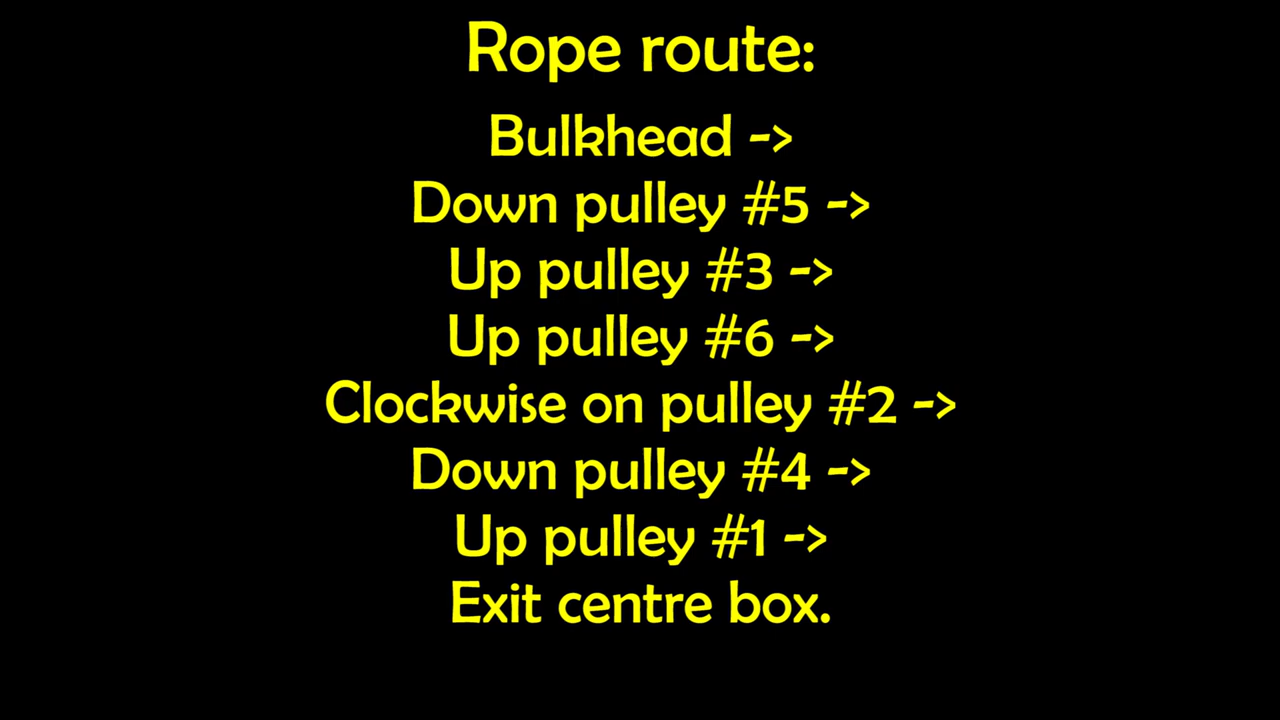 Rope route:
Bulkhead ->
Down pulley #5 ->
Up pulley #3 ->
Up pulley #6 ->
Clockwise on pulley #2 ->
Down pulley #4 ->
Up pulley #1 ->
Exit centre box.